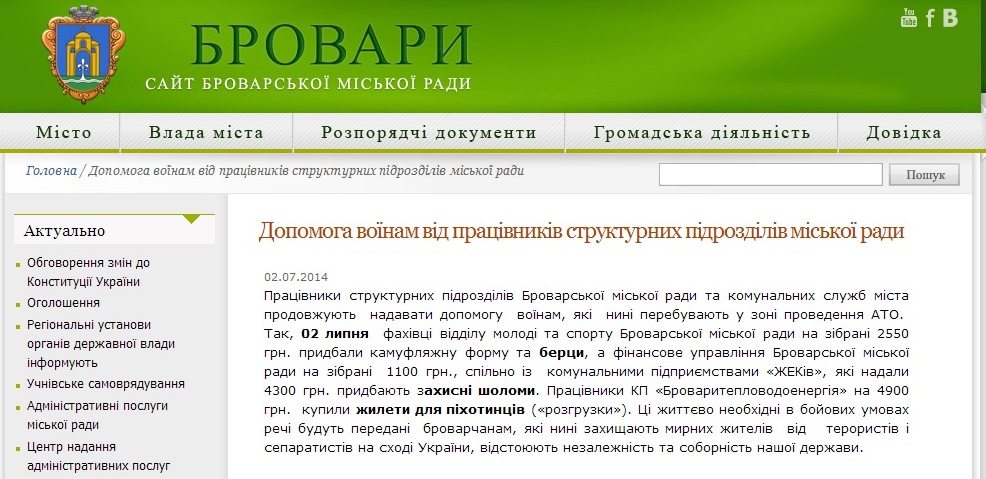 БРОВАРИ
САЙТ БРОВАРСЬКОЇ МІСЬКОЇ РАДИ
You
Tube
f
B
Місто
Влада міста
Розпорядчі документи
Громадська діяльність
Довідка
Головна / Допомога воїнам від працівників структурних підрозділів міської ради
Пошук
Актуально
Обговорення змін до
Конституції України
Оголошення
Регіональні установи
органів державної влади
інформують
Учнівське самоврядування
Адміністративні послуги
міської ради
Центр надання
адміністративних послуг
Допомога воїнам від працівників структурних підрозділів міської ради
02.07.2014
Працівники структурних підрозділів Броварської міської ради та комунальних служб міста
продовжують надавати допомогу воїнам, які нині перебувають у зоні проведення АТО.
Так, 02 липня фахівці відділу молоді та спорту Броварської міської ради на зібрані 2550
грн. придбали камуфляжну форму та берци, а фінансове управління Броварської міської
ради на зібрані 1100 грн., спільно із комунальними підприємствами «ЖЕКів», які надали
4300 грн. придбають захисні шоломи. Працівники КП «Броваритепловодоенергія» на 4900
грн. купили жилети для піхотинців («розгрузки»). Ці життєво необхідні в бойових умовах
речі будуть передані броварчанам, які нині захищають мирних жителів від терористів і
сепаратистів на сході України, відстоюють незалежність та соборність нашої держави.